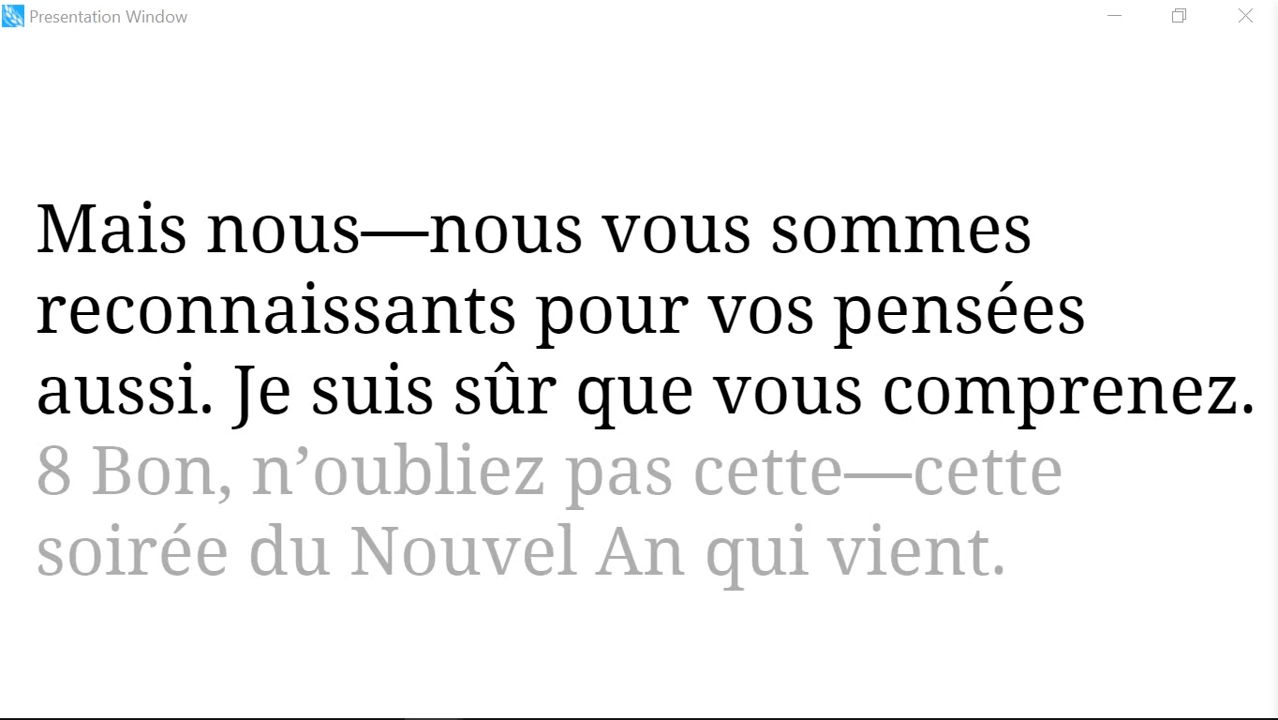 Presentation Window
Mais nous—nous vous sommes
reconnaissants pour vos pensées
aussi. Je suis sûr que vous comprenez.
8 Bon, n’oubliez pas cette—cette
soirée du Nouvel An qui vient.